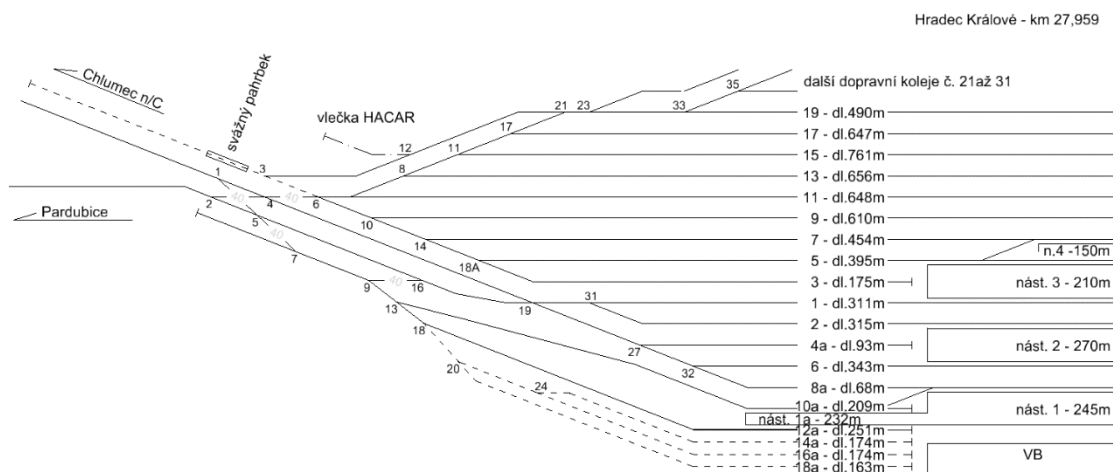 Hradec Králové - km 27,959
Chlumec n/C
svážný pahrbek
vlečka HACAR
Pardubice
další dopravní koleje č. 21až 31
19 - dl.490m
17 - dl.647m
15 - dl.761m
13 - dl.656m
11 - dl.648m
9 - dl.610m
7 - dl.454m
5 - dl.395m
3 - dl.175m
1 - dl.311m
2 - dl.315m
4a - dl.93m
6 - dl.343m
8a - dl.68m
10a - dl.209m
12a - dl.251m
14a - dl.174m
16a - dl.174m
18a - dl.163m
n.4 -150m
nást. 3 - 210m
nást. 2 - 270m
nást. 1 - 245m
nást. 1a - 232m
VB
35
33
21 23
17
12
11
8
3
1
40
40
2
4
6
5
40
7
10
14
18A
9
40
16
13
18
19
31
20
24
27
32